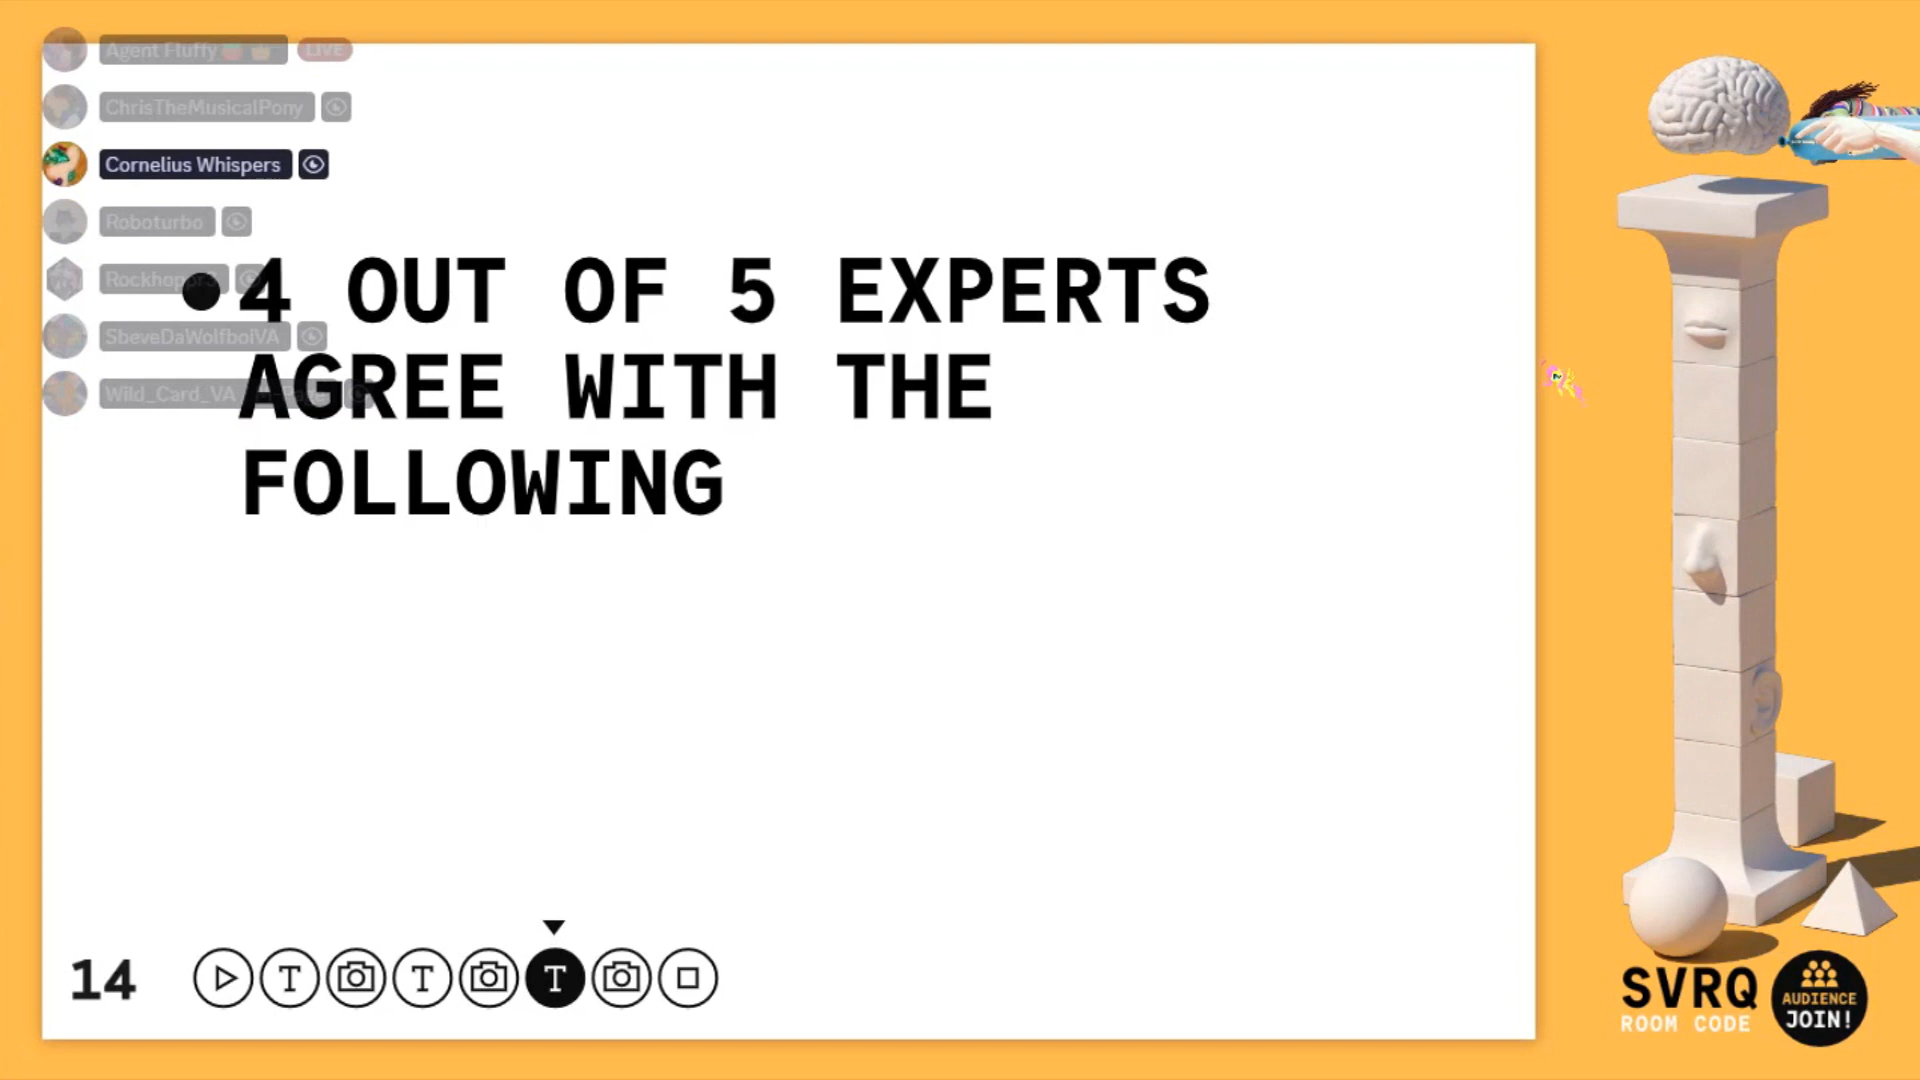 Agent Fluffy LIVE
ChrisTheMusicalPony
Cornelius Whispers
Roboturbo
SbeveDaWolfboiVA
Wild_Card_VA
•4 OUT OF 5 EXPERTS
AGREE WITH THE
FOLLOWING
14
T T T
SVRQ
ROOM CODE
AUDIENCE
JOIN!